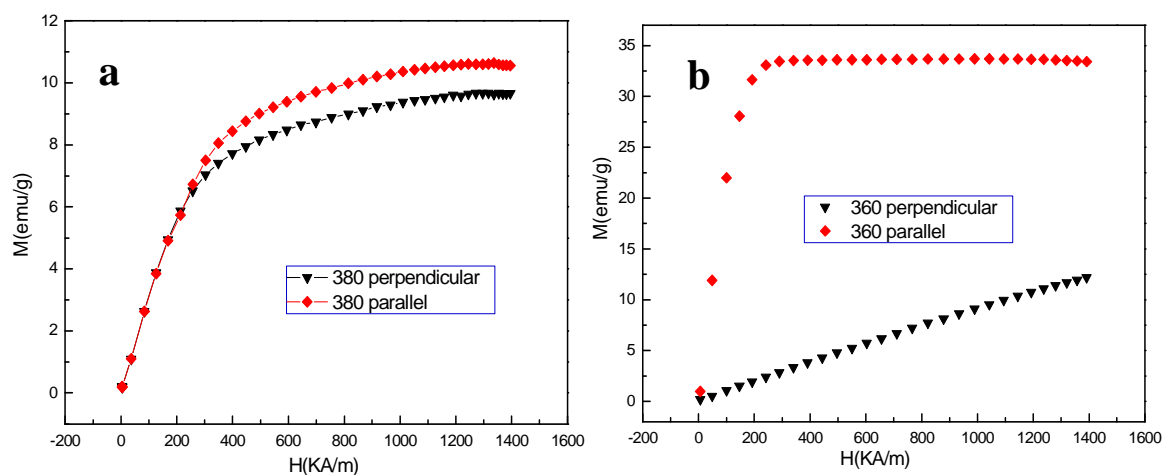 a
12
10
8
6
4
2
0
M(emu/g)
380 perpendicular
380 parallel
-200 0 200 400 600 800 1000 1200 1400 1600
H(KA/m)
b
35
30
25
20
15
10
5
0
M(emu/g)
360 perpendicular
360 parallel
-200 0 200 400 600 800 1000 1200 1400 1600
H(KA/m)